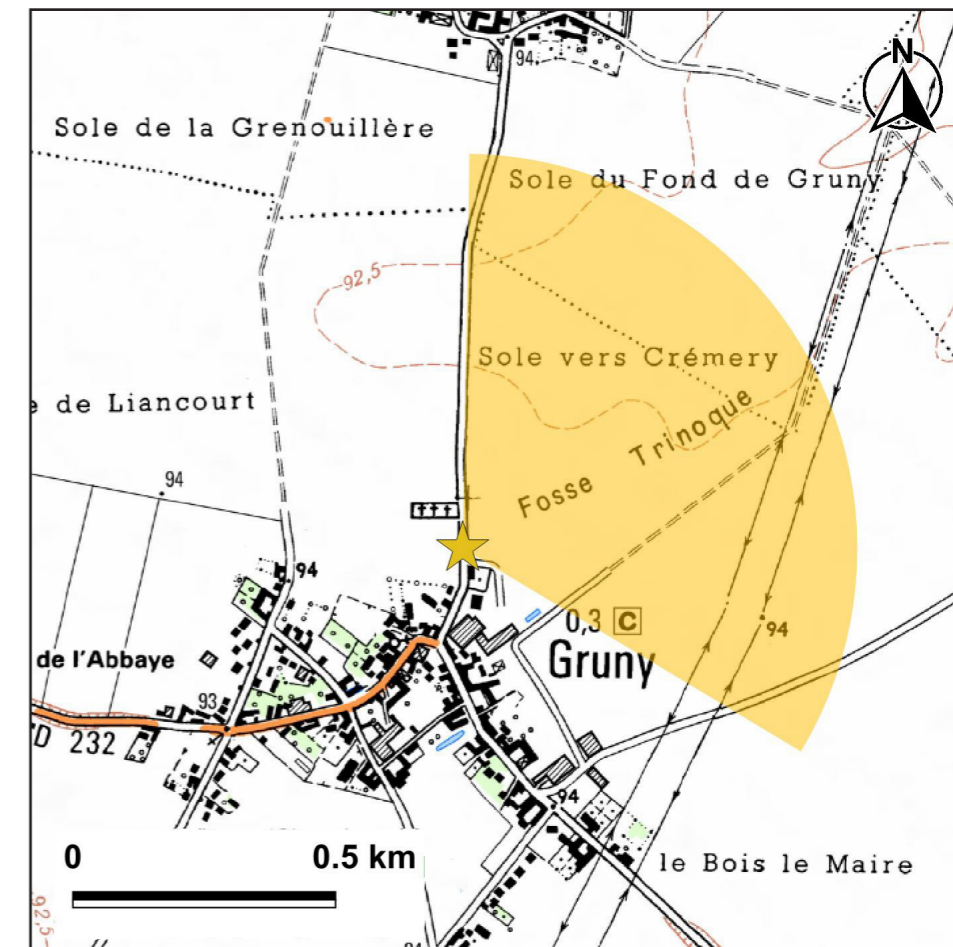 94
N
Sole de la Grenouillère
Sole du Fond de Gruny
92,5
Sole vers Crémery
e de Liancourt
Fosse Trinoque
94
94
0,3 C
94
Gruny
de l'Abbaye
93
D 232
94
le Bois le Maire
0 0.5 km
92,5